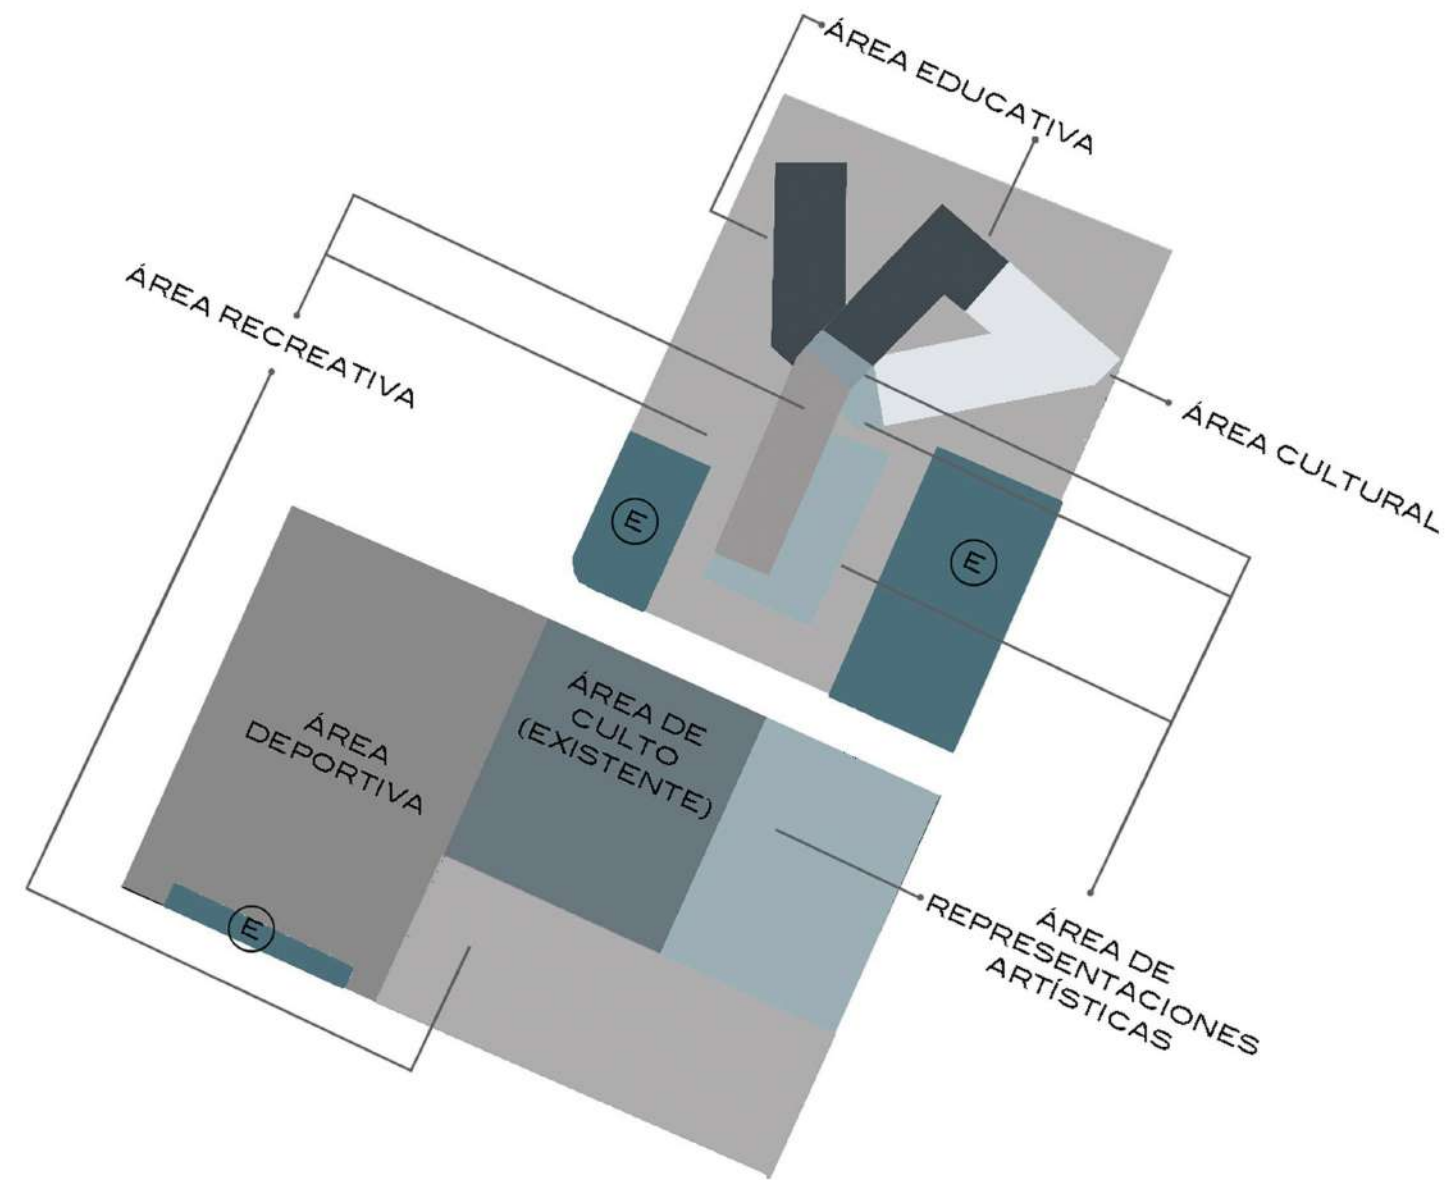 ÁREA EDUCATIVA
ÁREA RECREATIVA
ÁREA CULTURAL
E
E
ÁREA DE
CULTO
(EXISTENTE)
ÁREA
DEPORTIVA
E
ÁREA DE
REPRESENTACIONES
ARTÍSTICAS